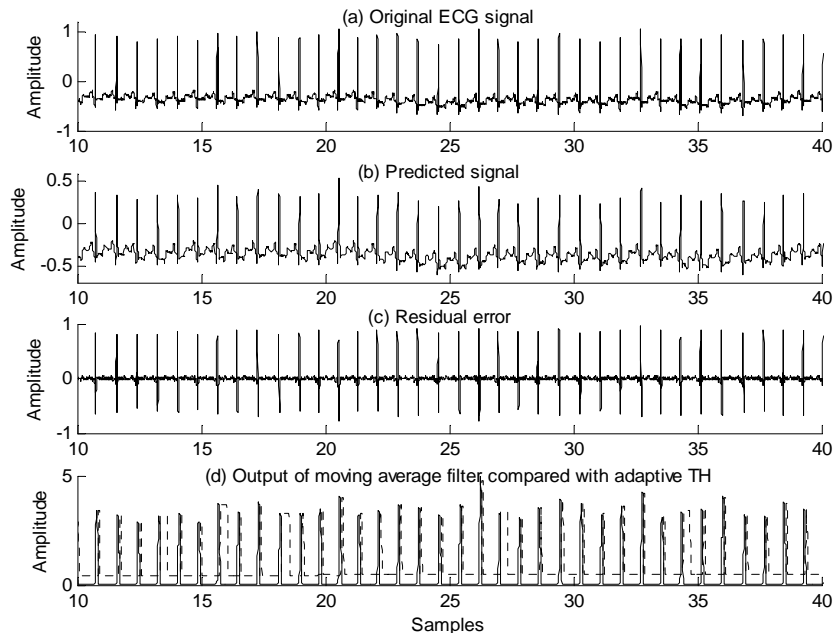 (a) Original ECG signal
Amplitude
1
0
-1
10 15 20 25 30 35 40
(b) Predicted signal
Amplitude
0.5
0
-0.5
10 15 20 25 30 35 40
(c) Residual error
Amplitude
1
0
-1
10 15 20 25 30 35 40
(d) Output of moving average filter compared with adaptive TH
Amplitude
5
0
10 15 20 25 30 35 40
Samples